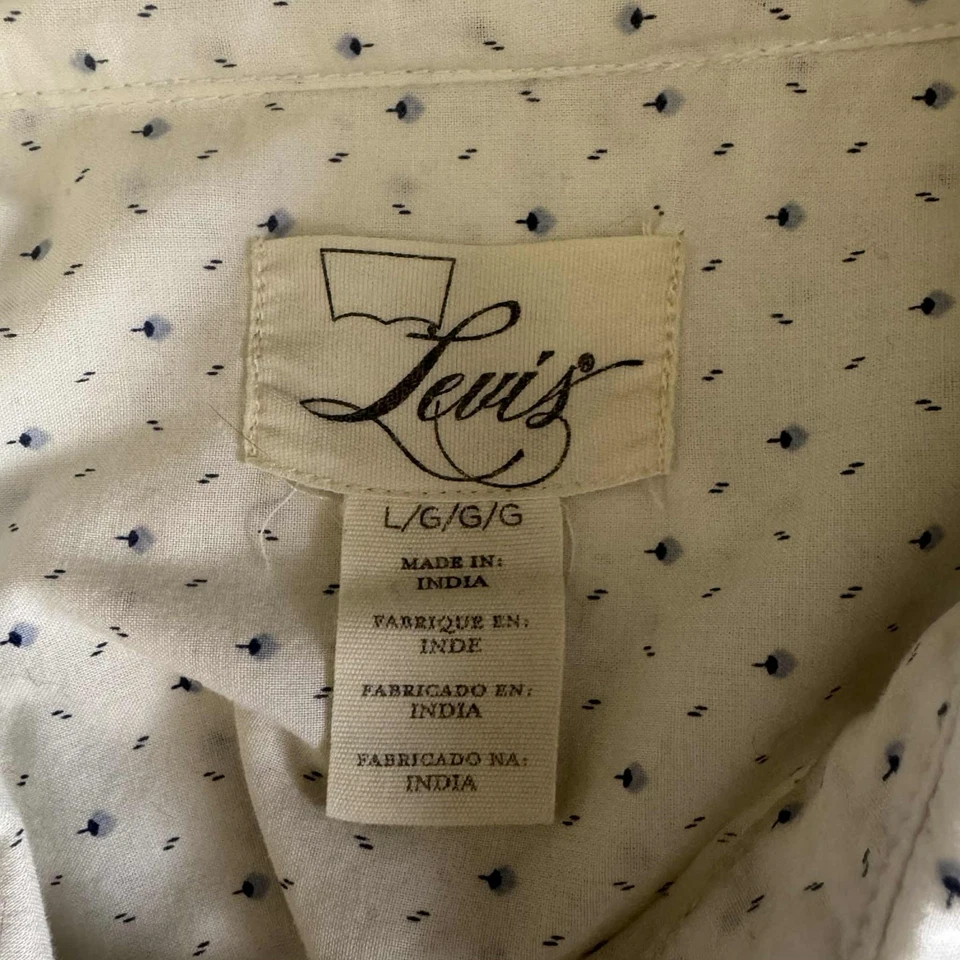 Levi's®
L/G/G/G
MADE IN:
INDIA
FABRIQUE EN:
INDE
FABRICADO EN:
INDIA
FABRICADO NA:
INDIA